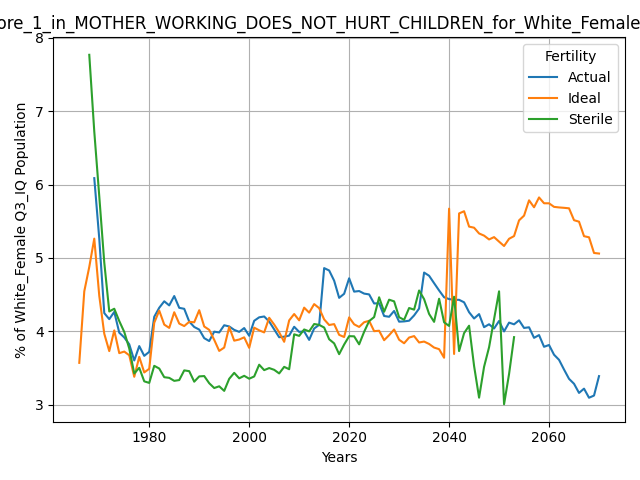 ore_1_in_MOTHER_WORKING_DOES_NOT_HURT_CHILDREN_for_White_Female
% of White_Female Q3_IQ Population
8
7
6
5
4
3
Fertility
Actual
Ideal
Sterile
1980 2000 2020 2040 2060
Years